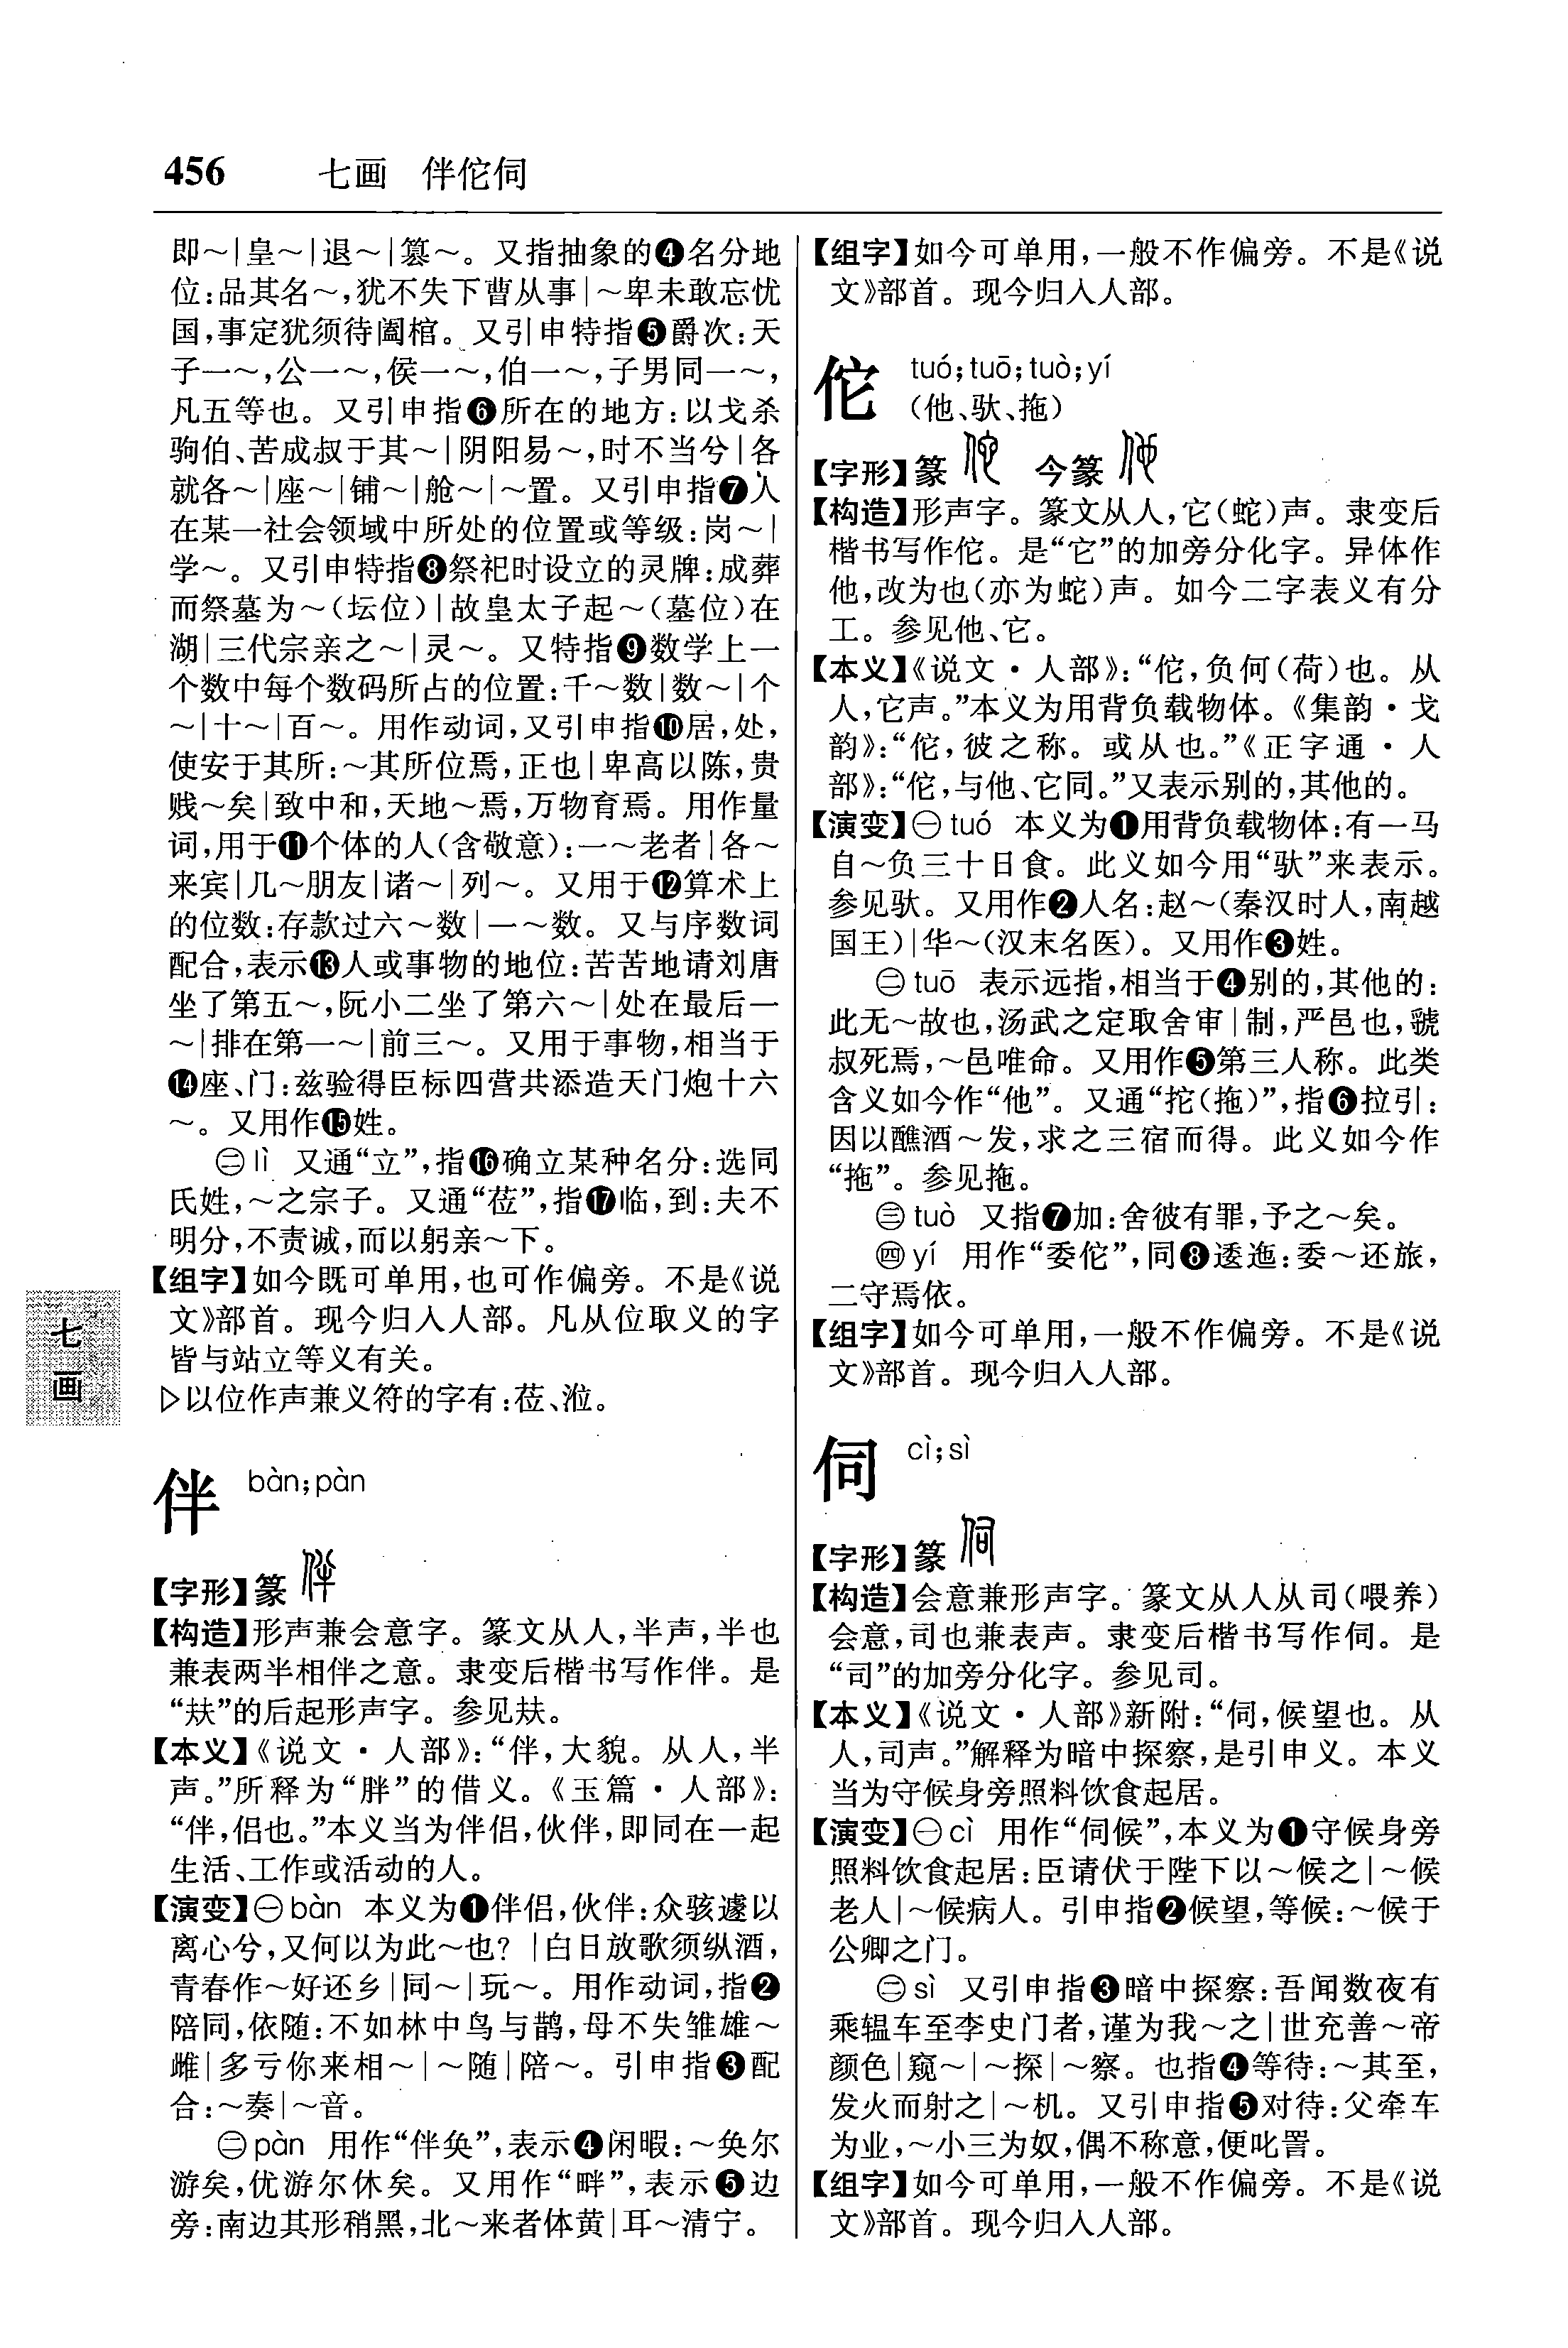 456 七画 伴佗伺
即～|皇～|退～|篡～。又指抽象的❹名分地
位:品其名～,犹不失下曹从事|～卑未敢忘忧
国,事定犹须待阖棺。又引申特指❺爵次:天
子一～,公一～,侯一～,伯一～,子男同一～,
凡五等也。又引申指❻所在的地方:以戈杀
驹伯、苦成叔于其～|阴阳易～,时不当兮|各
就各～|座～|铺～|舱～|～置。又引申指❼人
在某一社会领域中所处的位置或等级:岗～|
学～。又引申特指❽祭祀时设立的灵牌:成葬
而祭墓为～(坛位)|故皇太子起～(墓位)在
湖|三代宗亲之～|灵～。又特指❾数学上一
个数中每个数码所占的位置:千～数|数～|个
～|十～|百～。用作动词,又引申指❿居,处,
使安于其所:～其所位焉,正也|卑高以陈,贵
贱～矣|致中和,天地～焉,万物育焉。用作量
词,用于⓫个体的人(含敬意):一～老者|各～
来宾|几～朋友|诸～|列～。又用于⓬算术上
的位数:存款过六～数|一～数。又与序数词
配合,表示⓭人或事物的地位:苦苦地请刘唐
坐了第五～,阮小二坐了第六～|处在最后一
～|排在第一～|前三～。又用于事物,相当于
⓮座、门:兹验得臣标四营共添造天门炮十六
～。又用作⓯姓。
㊁lì 又通“立”,指⓰确立某种名分:选同
氏姓,～之宗子。又通“莅”,指⓱临,到:夫不
明分,不责诚,而以躬亲～下。
【组字】如今既可单用,也可作偏旁。不是《说
文》部首。现今归入人部。凡从位取义的字
皆与站立等义有关。
▷以位作声兼义符的字有:莅、涖。
七
画
伴 bàn;pàn
【字形】篆
【构造】形声兼会意字。篆文从人,半声,半也
兼表两半相伴之意。隶变后楷书写作伴。是
“㚘”的后起形声字。参见㚘。
【本义】《说文·人部》:“伴,大貌。从人,半
声。”所释为“胖”的借义。《玉篇·人部》:
“伴,侣也。”本义当为伴侣,伙伴,即同在一起
生活、工作或活动的人。
【演变】㊀bàn 本义为❶伴侣,伙伴:众骇遽以
离心兮,又何以为此～也?|白日放歌须纵酒,
青春作～好还乡|同～|玩～。用作动词,指❷
陪同,依随:不如林中鸟与鹊,母不失雏雄～
雌|多亏你来相～|～随|陪～。引申指❸配
合:～奏|～音。
㊁pàn 用作“伴奂”,表示❹闲暇:～奂尔
游矣,优游尔休矣。又用作“畔”,表示❺边
旁:南边其形稍黑,北～来者体黄|耳～清宁。
【组字】如今可单用,一般不作偏旁。不是《说
文》部首。现今归入人部。
佗 tuó;tuō;tuò;yí
(他、驮、拖)
【字形】篆 今篆
【构造】形声字。篆文从人,它(蛇)声。隶变后
楷书写作佗。是“它”的加旁分化字。异体作
他,改为也(亦为蛇)声。如今二字表义有分
工。参见他、它。
【本义】《说文·人部》:“佗,负何(荷)也。从
人,它声。”本义为用背负载物体。《集韵·戈
韵》:“佗,彼之称。或从也。”《正字通·人
部》:“佗,与他、它同。”又表示别的,其他的。
【演变】㊀tuó 本义为❶用背负载物体:有一马
自～负三十日食。此义如今用“驮”来表示。
参见驮。又用作❷人名:赵～(秦汉时人,南越
国王)|华～(汉末名医)。又用作❸姓。
㊁tuō 表示远指,相当于❹别的,其他的:
此无～故也,汤武之定取舍审|制,严邑也,虢
叔死焉,～邑唯命。又用作❺第三人称。此类
含义如今作“他”。又通“拕(拖)”,指❻拉引:
因以醮酒～发,求之三宿而得。此义如今作
“拖”。参见拖。
㊂tuò 又指❼加:舍彼有罪,予之～矣。
㊃yí 用作“委佗”,同❽逶迤:委～还旅,
二守焉依。
【组字】如今可单用,一般不作偏旁。不是《说
文》部首。现今归入人部。
伺 cì;sì
【字形】篆
【构造】会意兼形声字。篆文从人从司(喂养)
会意,司也兼表声。隶变后楷书写作伺。是
“司”的加旁分化字。参见司。
【本义】《说文·人部》新附:“伺,候望也。从
人,司声。”解释为暗中探察,是引申义。本义
当为守候身旁照料饮食起居。
【演变】㊀cì 用作“伺候”,本义为❶守候身旁
照料饮食起居:臣请伏于陛下以～候之|～候
老人|～候病人。引申指❷候望,等候:～候于
公卿之门。
㊁sì 又引申指❸暗中探察:吾闻数夜有
乘辒车至李史门者,谨为我～之|世充善～帝
颜色|窥～|～探|～察。也指❹等待:～其至,
发火而射之|～机。又引申指❺对待:父牵车
为业,～小三为奴,偶不称意,便叱詈。
【组字】如今可单用,一般不作偏旁。不是《说
文》部首。现今归入人部。